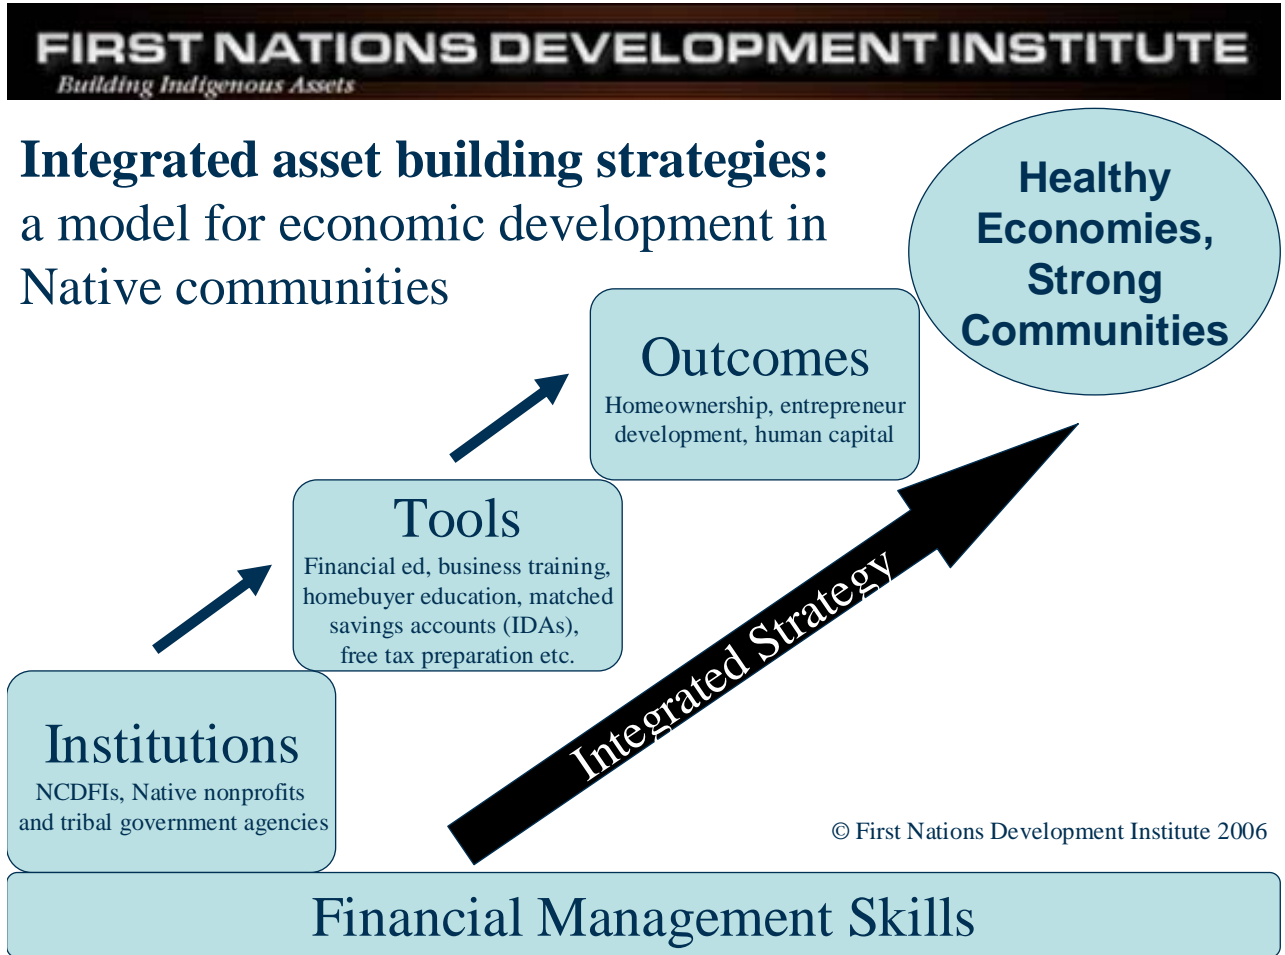 FIRST NATIONS DEVELOPMENT INSTITUTE
Building Indigenous Assets
Integrated asset building strategies:
a model for economic development in
Native communities
Healthy
Economies,
Strong
Communities
Outcomes
Homeownership, entrepreneur
development, human capital
Tools
Financial ed, business training,
homebuyer education, matched
savings accounts (IDAs),
free tax preparation etc.
Integrated Strategy
Institutions
NCDFIs, Native nonprofits
and tribal government agencies
© First Nations Development Institute 2006
Financial Management Skills